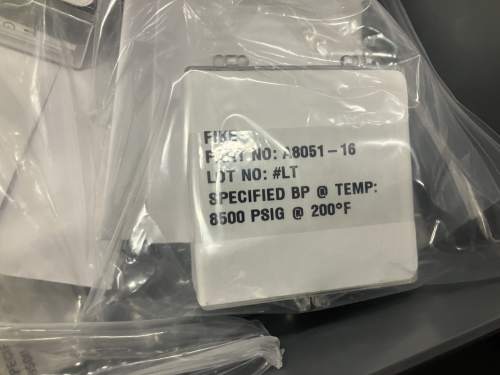 FIKE
PART NO: A8051-16
LOT NO: #LT
SPECIFIED BP @ TEMP:
8500 PSIG @ 200°F